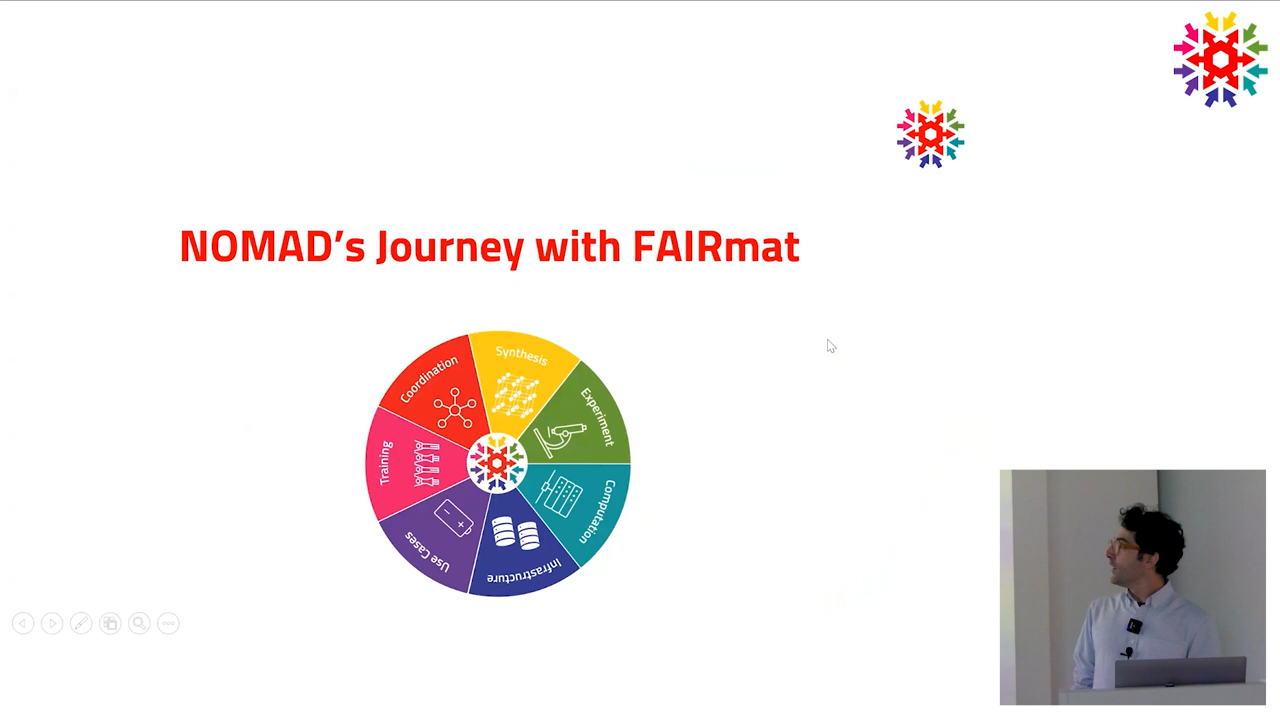 NOMAD's Journey with FAIRmat
Synthesis
Coordination
Experiment
Training
Computation
Use Cases
Infrastructure